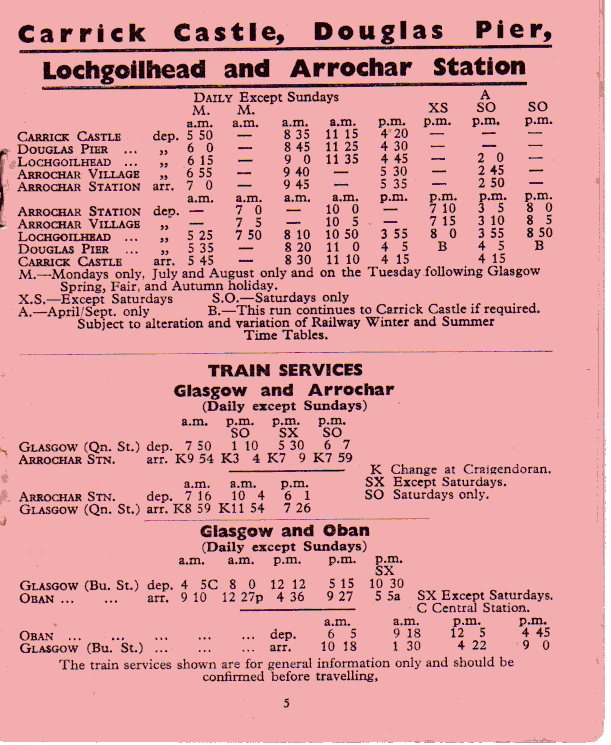 Carrick Castle, Douglas Pier,
Lochgoilhead and Arrochar Station
DAILY Except Sundays A
M. M. XS SO SO
a.m. a.m. a.m. a.m. p.m. p.m. p.m. p.m.
CARRICK CASTLE dep. 5 50 — 8 35 11 15 4 20 — — —
DOUGLAS PIER ... „ 6 0 — 8 45 11 25 4 30 — — —
LOCHGOILHEAD ... „ 6 15 — 9 0 11 35 4 45 — 2 0 —
ARROCHAR VILLAGE „ 6 55 — 9 40 — 5 30 — 2 45 —
ARROCHAR STATION arr. 7 0 — 9 45 — 5 35 — 2 50 —
a.m. a.m. a.m. a.m. p.m. p.m. p.m. p.m.
ARROCHAR STATION dep. — 7 0 — 10 0 — 7 10 3 5 8 0
ARROCHAR VILLAGE „ — 7 5 — 10 5 — 7 15 3 10 8 5
LOCHGOILHEAD ... „ 5 25 7 50 8 10 10 50 3 55 8 0 3 55 8 50
DOUGLAS PIER ... „ 5 35 — 8 20 11 0 4 5 B 4 5 B
CARRICK CASTLE arr. 5 45 — 8 30 11 10 4 15 4 15
M.—Mondays only, July and August only and on the Tuesday following Glasgow
Spring, Fair, and Autumn holiday.
X.S.—Except Saturdays S.O.—Saturdays only
A.—April/Sept. only B.—This run continues to Carrick Castle if required.
Subject to alteration and variation of Railway Winter and Summer
Time Tables.
TRAIN SERVICES
Glasgow and Arrochar
(Daily except Sundays)
a.m. p.m. p.m. p.m.
SO SX SO
GLASGOW (Qn. St.) dep. 7 50 1 10 5 30 6 7
ARROCHAR STN. arr. K9 54 K3 4 K7 9 K7 59
K Change at Craigendoran.
a.m. a.m. p.m. SX Except Saturdays.
ARROCHAR STN. dep. 7 16 10 4 6 1 SO Saturdays only.
GLASGOW (Qn. St.) arr. K8 59 K11 54 7 26
Glasgow and Oban
(Daily except Sundays)
a.m. a.m. p.m. p.m. p.m.
SX
GLASGOW (Bu. St.) dep. 4 5C 8 0 12 12 5 15 10 30
OBAN ... ... arr. 9 10 12 27p 4 36 9 27 5 5a SX Except Saturdays.
C Central Station.
a.m. a.m. p.m. p.m.
OBAN ... ... ... ... ... dep. 6 5 9 18 12 5 4 45
GLASGOW (Bu. St.) ... ... ... ... arr. 10 18 1 30 4 22 9 0
The train services shown are for general information only and should be
confirmed before travelling,
5